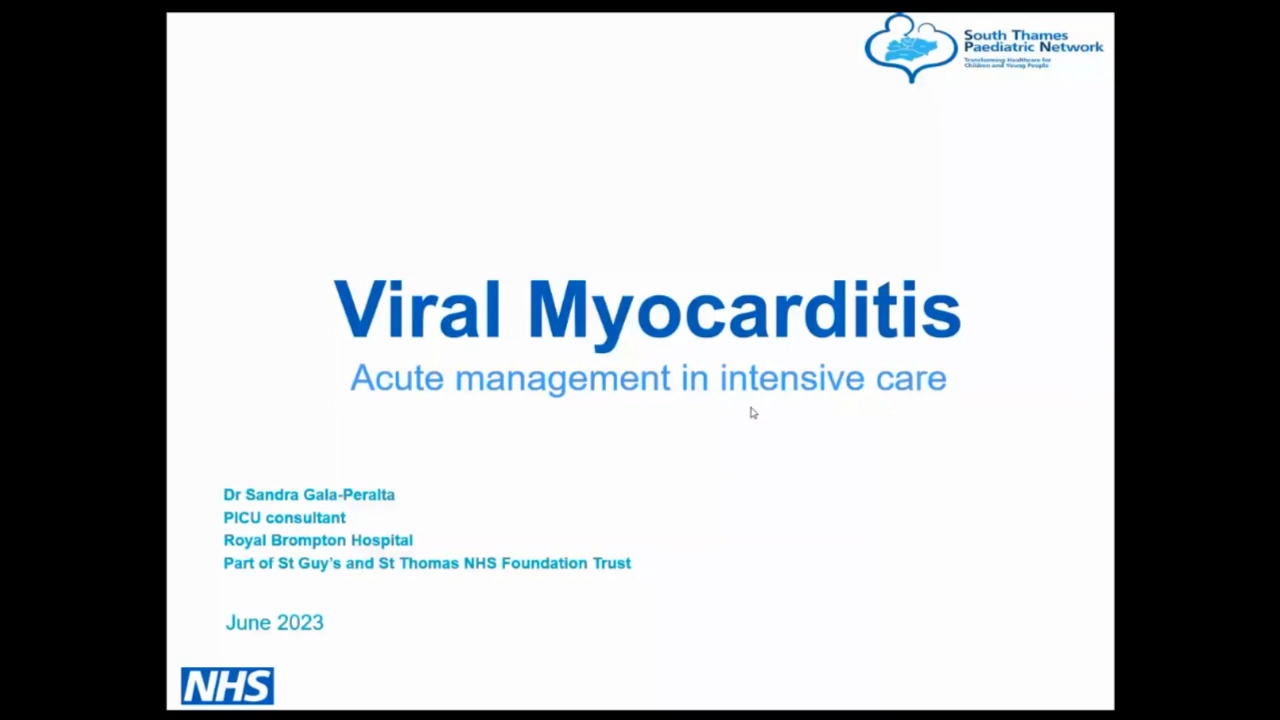 South Thames
Paediatric Network
Transforming Healthcare for
Children and Young People
Viral Myocarditis
Acute management in intensive care
Dr Sandra Gala-Peralta
PICU consultant
Royal Brompton Hospital
Part of St Guy's and St Thomas NHS Foundation Trust
June 2023
NHS